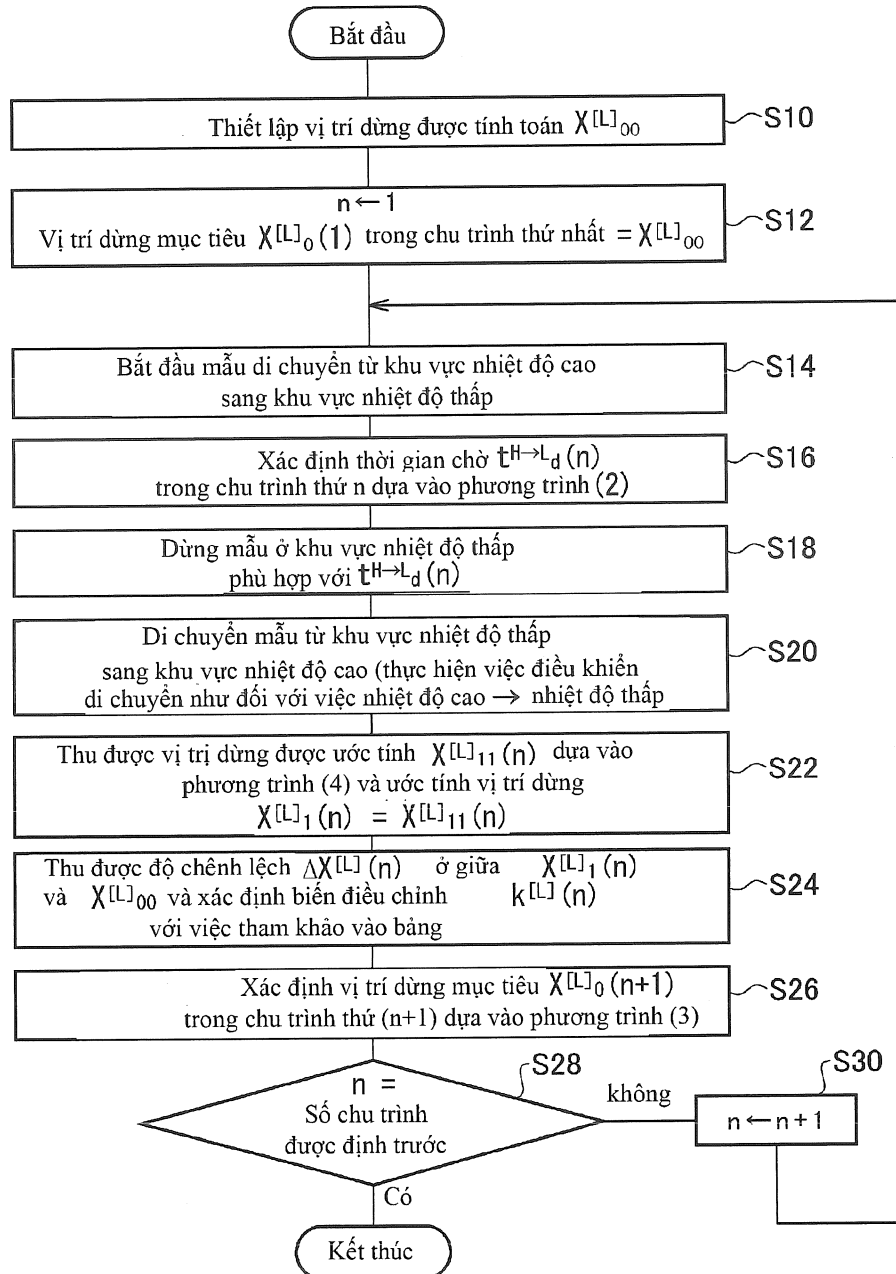 Bắt đầu
Thiết lập vị trí dừng được tính toán X[L]00
S10
n ← 1
Vị trí dừng mục tiêu X[L]0(1) trong chu trình thứ nhất = X[L]00
S12
Bắt đầu mẫu di chuyển từ khu vực nhiệt độ cao
sang khu vực nhiệt độ thấp
S14
Xác định thời gian chờ tH→Ld(n)
trong chu trình thứ n dựa vào phương trình (2)
S16
Dừng mẫu ở khu vực nhiệt độ thấp
phù hợp với tH→Ld(n)
S18
Di chuyển mẫu từ khu vực nhiệt độ thấp
sang khu vực nhiệt độ cao (thực hiện việc điều khiển
di chuyển như đối với việc nhiệt độ cao → nhiệt độ thấp
S20
Thu được vị trị dừng được ước tính X[L]11(n) dựa vào
phương trình (4) và ước tính vị trí dừng
X[L]1(n) = X[L]11(n)
S22
Thu được độ chênh lệch ΔX[L](n) ở giữa X[L]1(n)
và X[L]00 và xác định biến điều chỉnh k[L](n)
với việc tham khảo vào bảng
S24
Xác định vị trí dừng mục tiêu X[L]0(n+1)
trong chu trình thứ (n+1) dựa vào phương trình (3)
S26
n =
Số chu trình
được định trước
S28
không
n ← n + 1
S30
Có
Kết thúc